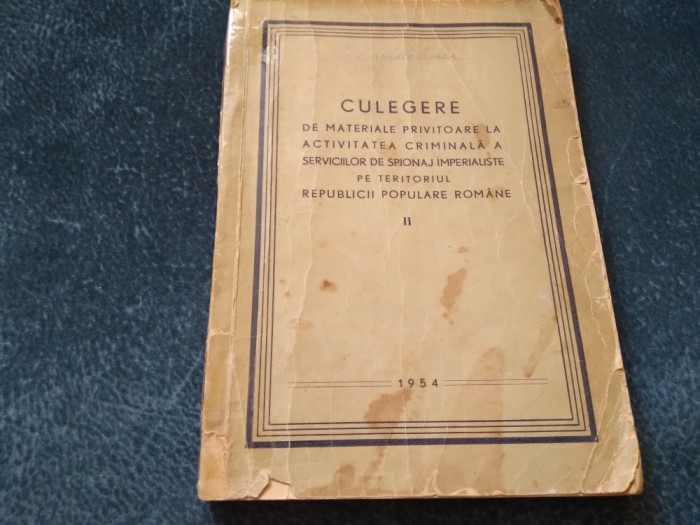 CULEGERE
DE MATERIALE PRIVITOARE LA
ACTIVITATEA CRIMINALĂ A
SERVICIILOR DE SPIONAJ IMPERIALISTE
PE TERITORIUL
REPUBLICII POPULARE ROMÂNE
II
1954